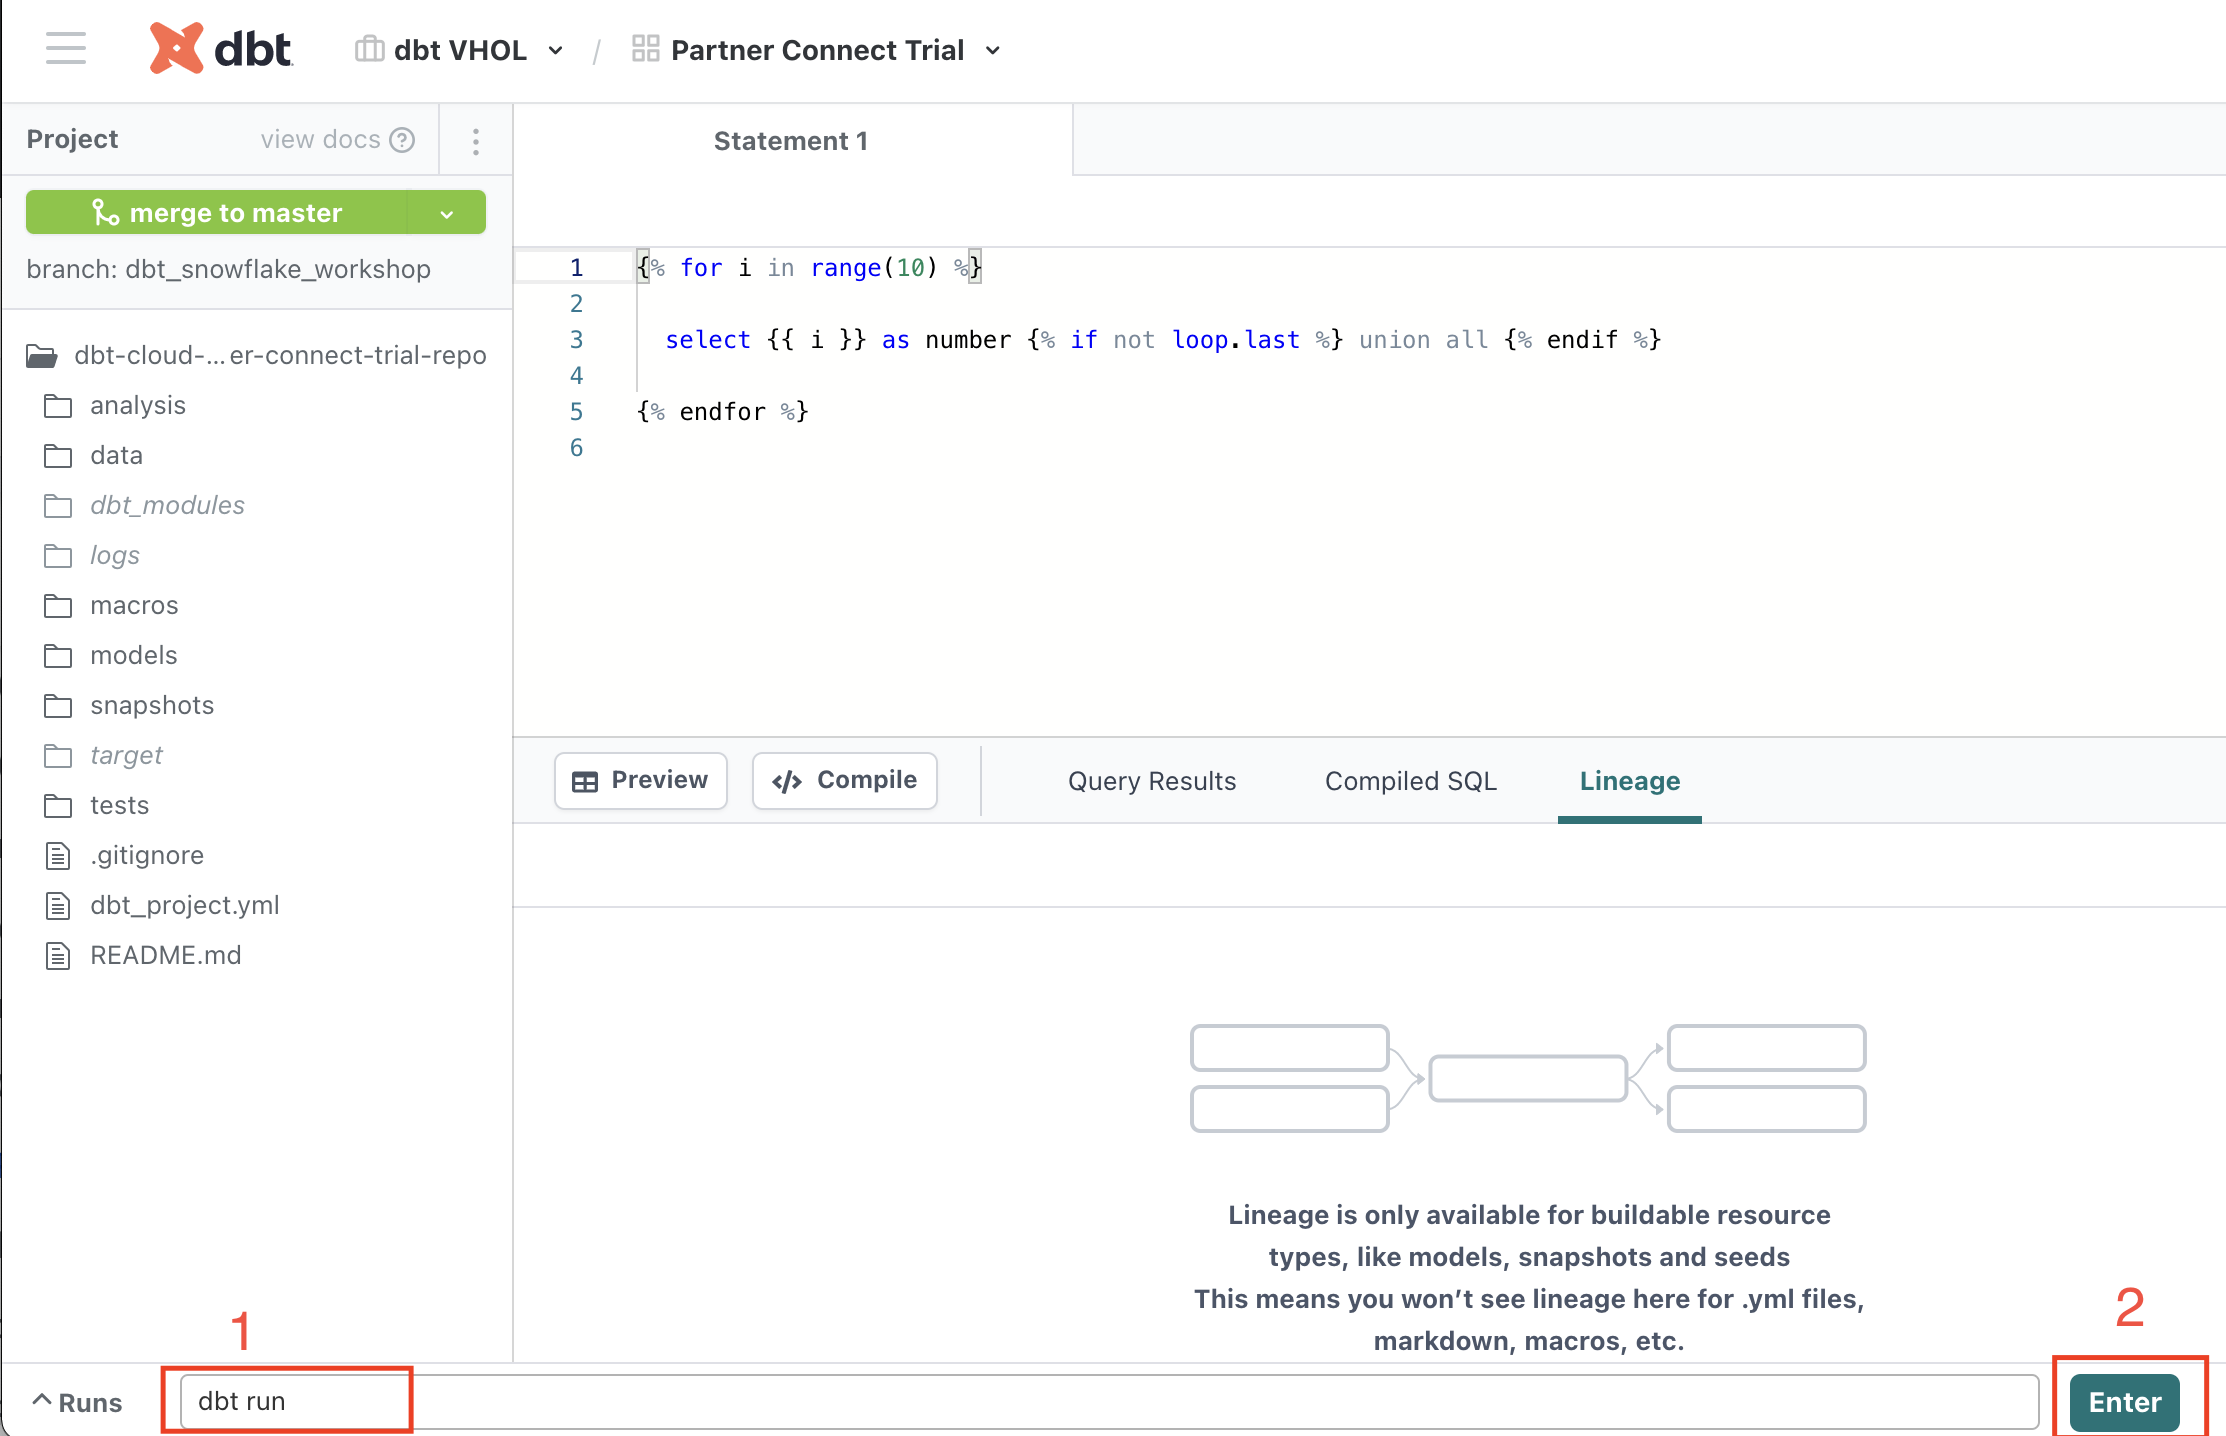 dbt dbt VHOL / Partner Connect Trial
Project view docs ?
Statement 1
merge to master
branch: dbt_snowflake_workshop
1 {% for i in range(10) %}
2
3 select {{ i }} as number {% if not loop.last %} union all {% endif %}
4
5 {% endfor %}
6
dbt-cloud-... er-connect-trial-repo
analysis
data
dbt_modules
logs
macros
models
snapshots
target
tests
.gitignore
dbt_project.yml
README.md
Preview </> Compile Query Results Compiled SQL Lineage
Lineage is only available for buildable resource
types, like models, snapshots and seeds
This means you won’t see lineage here for .yml files,
markdown, macros, etc.
1
2
Runs dbt run Enter